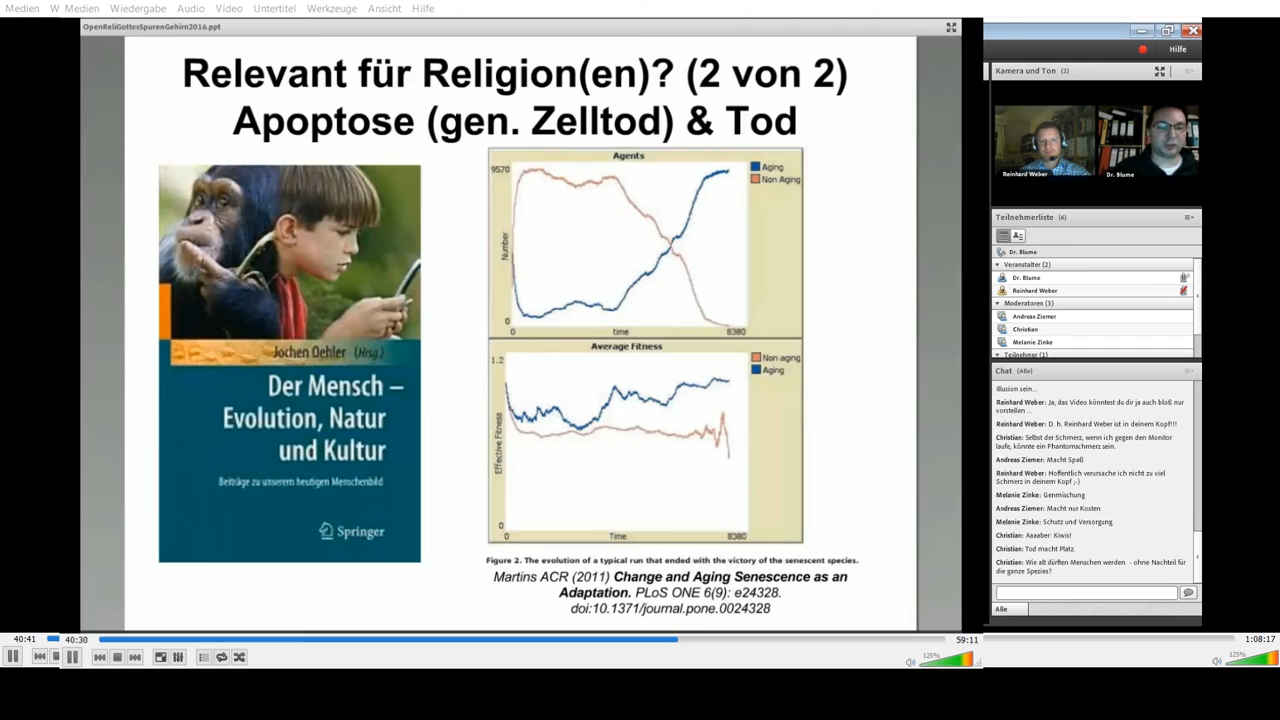 Medien W Medien Wiedergabe Audio Video Untertitel Werkzeuge Ansicht Hilfe
OpenReliGottesSpurenGehirn2016.ppt
Relevant für Religion(en)? (2 von 2)
Apoptose (gen. Zelltod) & Tod
Jochen Oehler (Hrsg.)
Der Mensch –
Evolution, Natur
und Kultur
Beiträge zu unserem heutigen Menschenbild
Springer
Agents
9570
Number
0
0 time 8380
Aging
Non Aging
Average Fitness
1.2
Effective Fitness
0
0 Time 8380
Non aging
Aging
Figure 2. The evolution of a typical run that ended with the victory of the senescent species.
Martins ACR (2011) Change and Aging Senescence as an
Adaptation. PLoS ONE 6(9): e24328.
doi:10.1371/journal.pone.0024328
Hilfe
Kamera und Ton (2)
Reinhard Weber Dr. Blume
Teilnehmerliste (6)
Dr. Blume
Veranstalter (2)
Dr. Blume
Reinhard Weber
Moderatoren (3)
Andreas Ziemer
Christian
Melanie Zinke
Teilnehmer (1)
Chat (Alle)
Illusion sein...
Reinhard Weber: Ja, das Video könntest du dir ja auch bloß nur
vorstellen ...
Reinhard Weber: D. h. Reinhard Weber ist in deinem Kopf!!!
Christian: Selbst der Schmerz, wenn ich gegen den Monitor
laufe, könnte ein Phantomschmerz sein.
Andreas Ziemer: Macht Spaß
Reinhard Weber: Hoffentlich verursache ich nicht zu viel
Schmerz in deinem Kopf ;-)
Melanie Zinke: Genmischung
Andreas Ziemer: Macht nur Kosten
Melanie Zinke: Schutz und Versorgung
Christian: Aaaaber: Kiwis!
Christian: Tod macht Platz.
Christian: Wie alt dürften Menschen werden - ohne Nachteil für
die ganze Spezies?
Alle
40:41 40:30 59:11 1:08:17
125% 125%